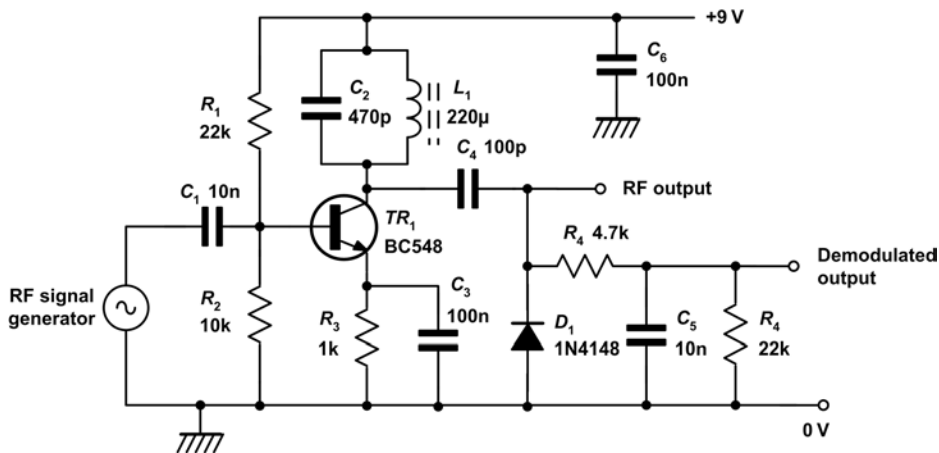 +9 V
C6
100n
C2
470p
L1
220µ
R1
22k
C4 100p
C1 10n
RF output
TR1
BC548
R4 4.7k
Demodulated
output
RF signal
generator
R2
10k
C3
100n
R3
1k
D1
1N4148
C5
10n
R4
22k
0 V